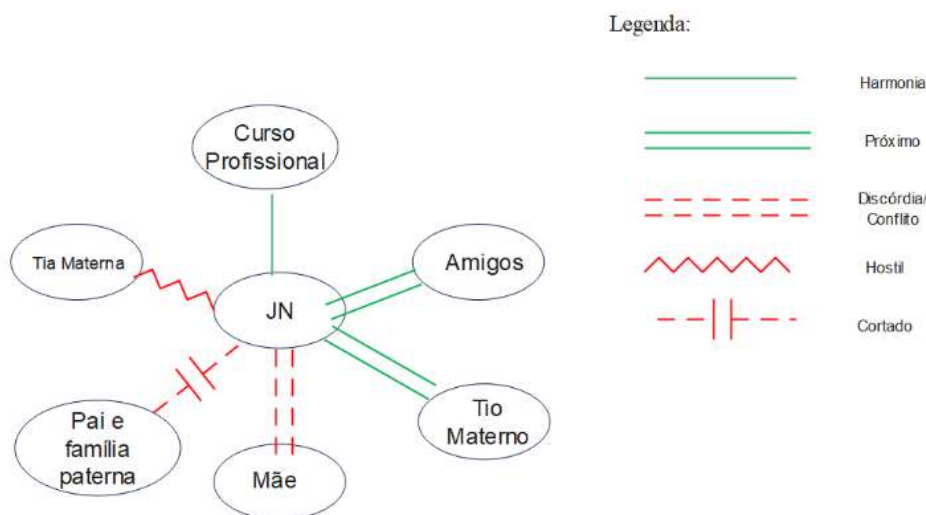 Legenda:
Harmonia
Próximo
Discórdia/
Conflito
Hostil
Cortado
Curso
Profissional
Tia Materna
Amigos
JN
Pai e
família
paterna
Mãe
Tio
Materno